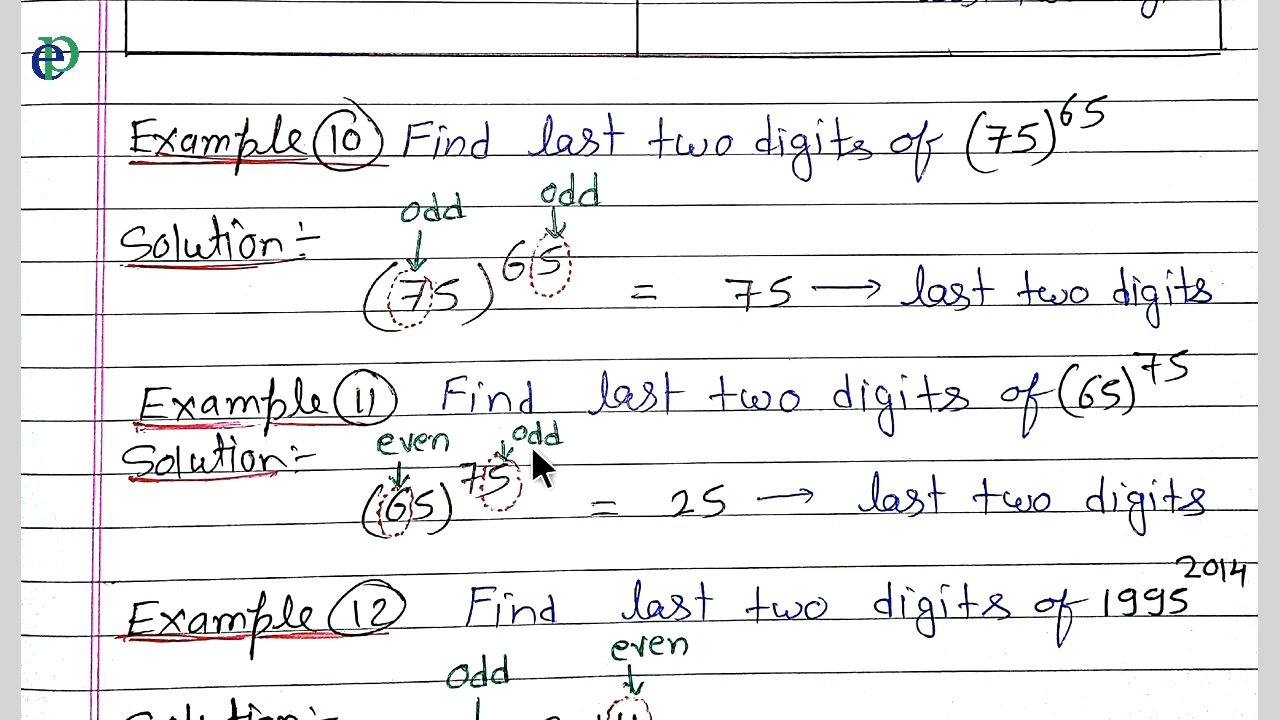 ep
Example 10 Find last two digits of (75)^65
odd odd
Solution :-
(75)^65 = 75 → last two digits
Example 11 Find last two digits of (65)^75
even odd
Solution :-
(65)^75 = 25 → last two digits
Example 12 Find last two digits of 1995^2014
odd even
Solution :-